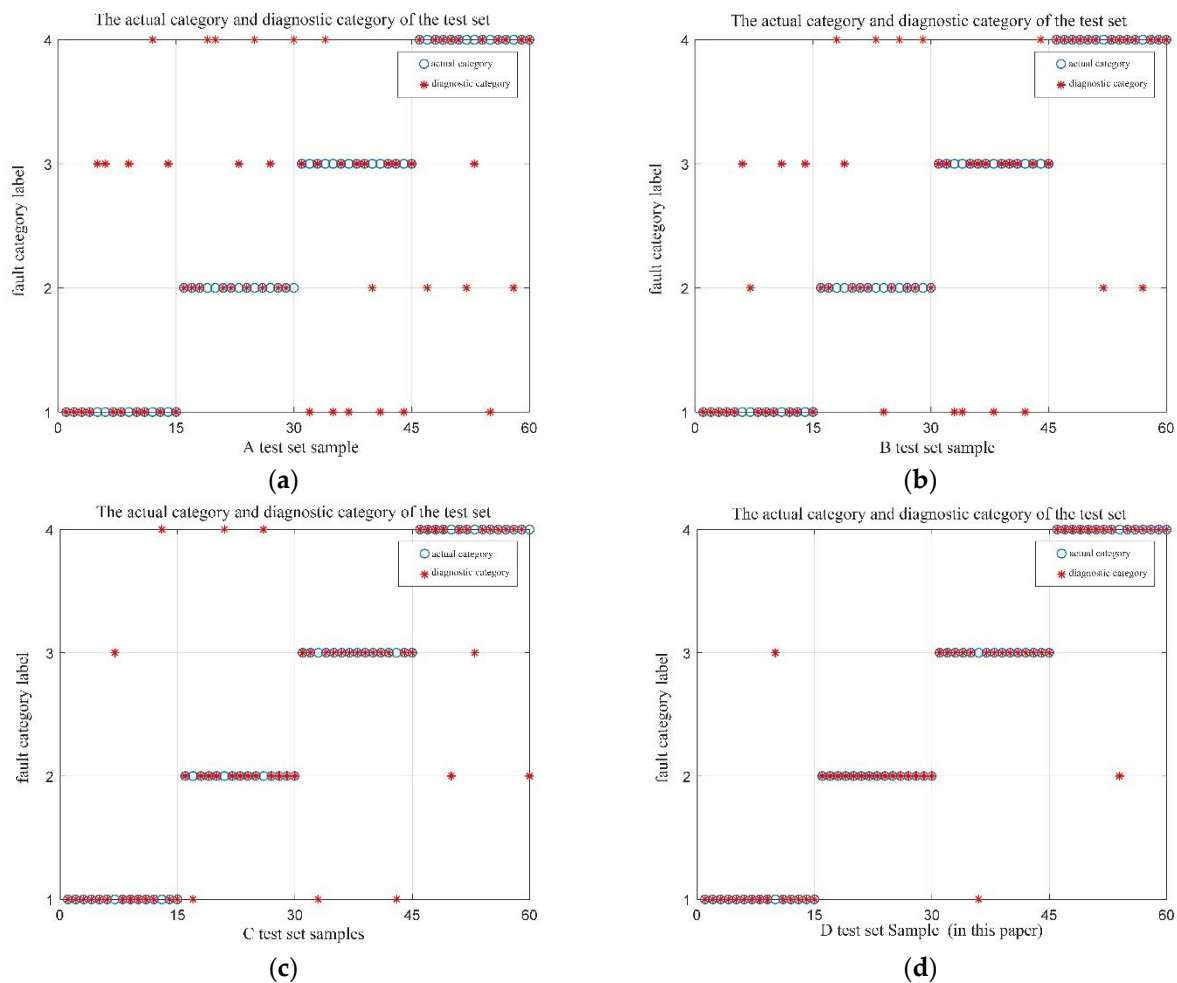 The actual category and diagnostic category of the test set
4
3
2
1
fault category label
actual category
diagnostic category
0 15 30 45 60
A test set sample
(a)
The actual category and diagnostic category of the test set
4
3
2
1
fault category label
actual category
diagnostic category
0 15 30 45 60
B test set sample
(b)
The actual category and diagnostic category of the test set
4
3
2
1
fault category label
actual category
diagnostic category
0 15 30 45 60
C test set samples
(c)
The actual category and diagnostic category of the test set
4
3
2
1
fault category label
actual category
diagnostic category
0 15 30 45 60
D test set Sample (in this paper)
(d)